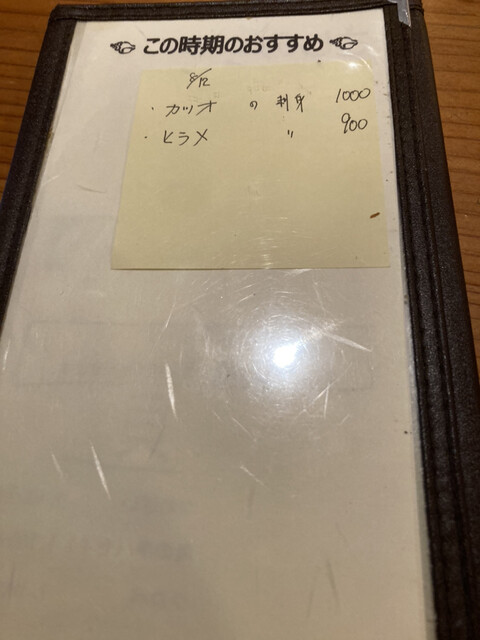 この時期のおすすめ
8/12
・カツオ の 刺身 1000
・ヒラメ 〃 900